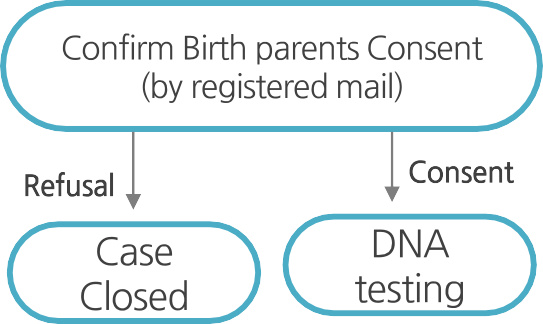 Confirm Birth parents Consent
(by registered mail)
Refusal
Consent
Case
Closed
DNA
testing